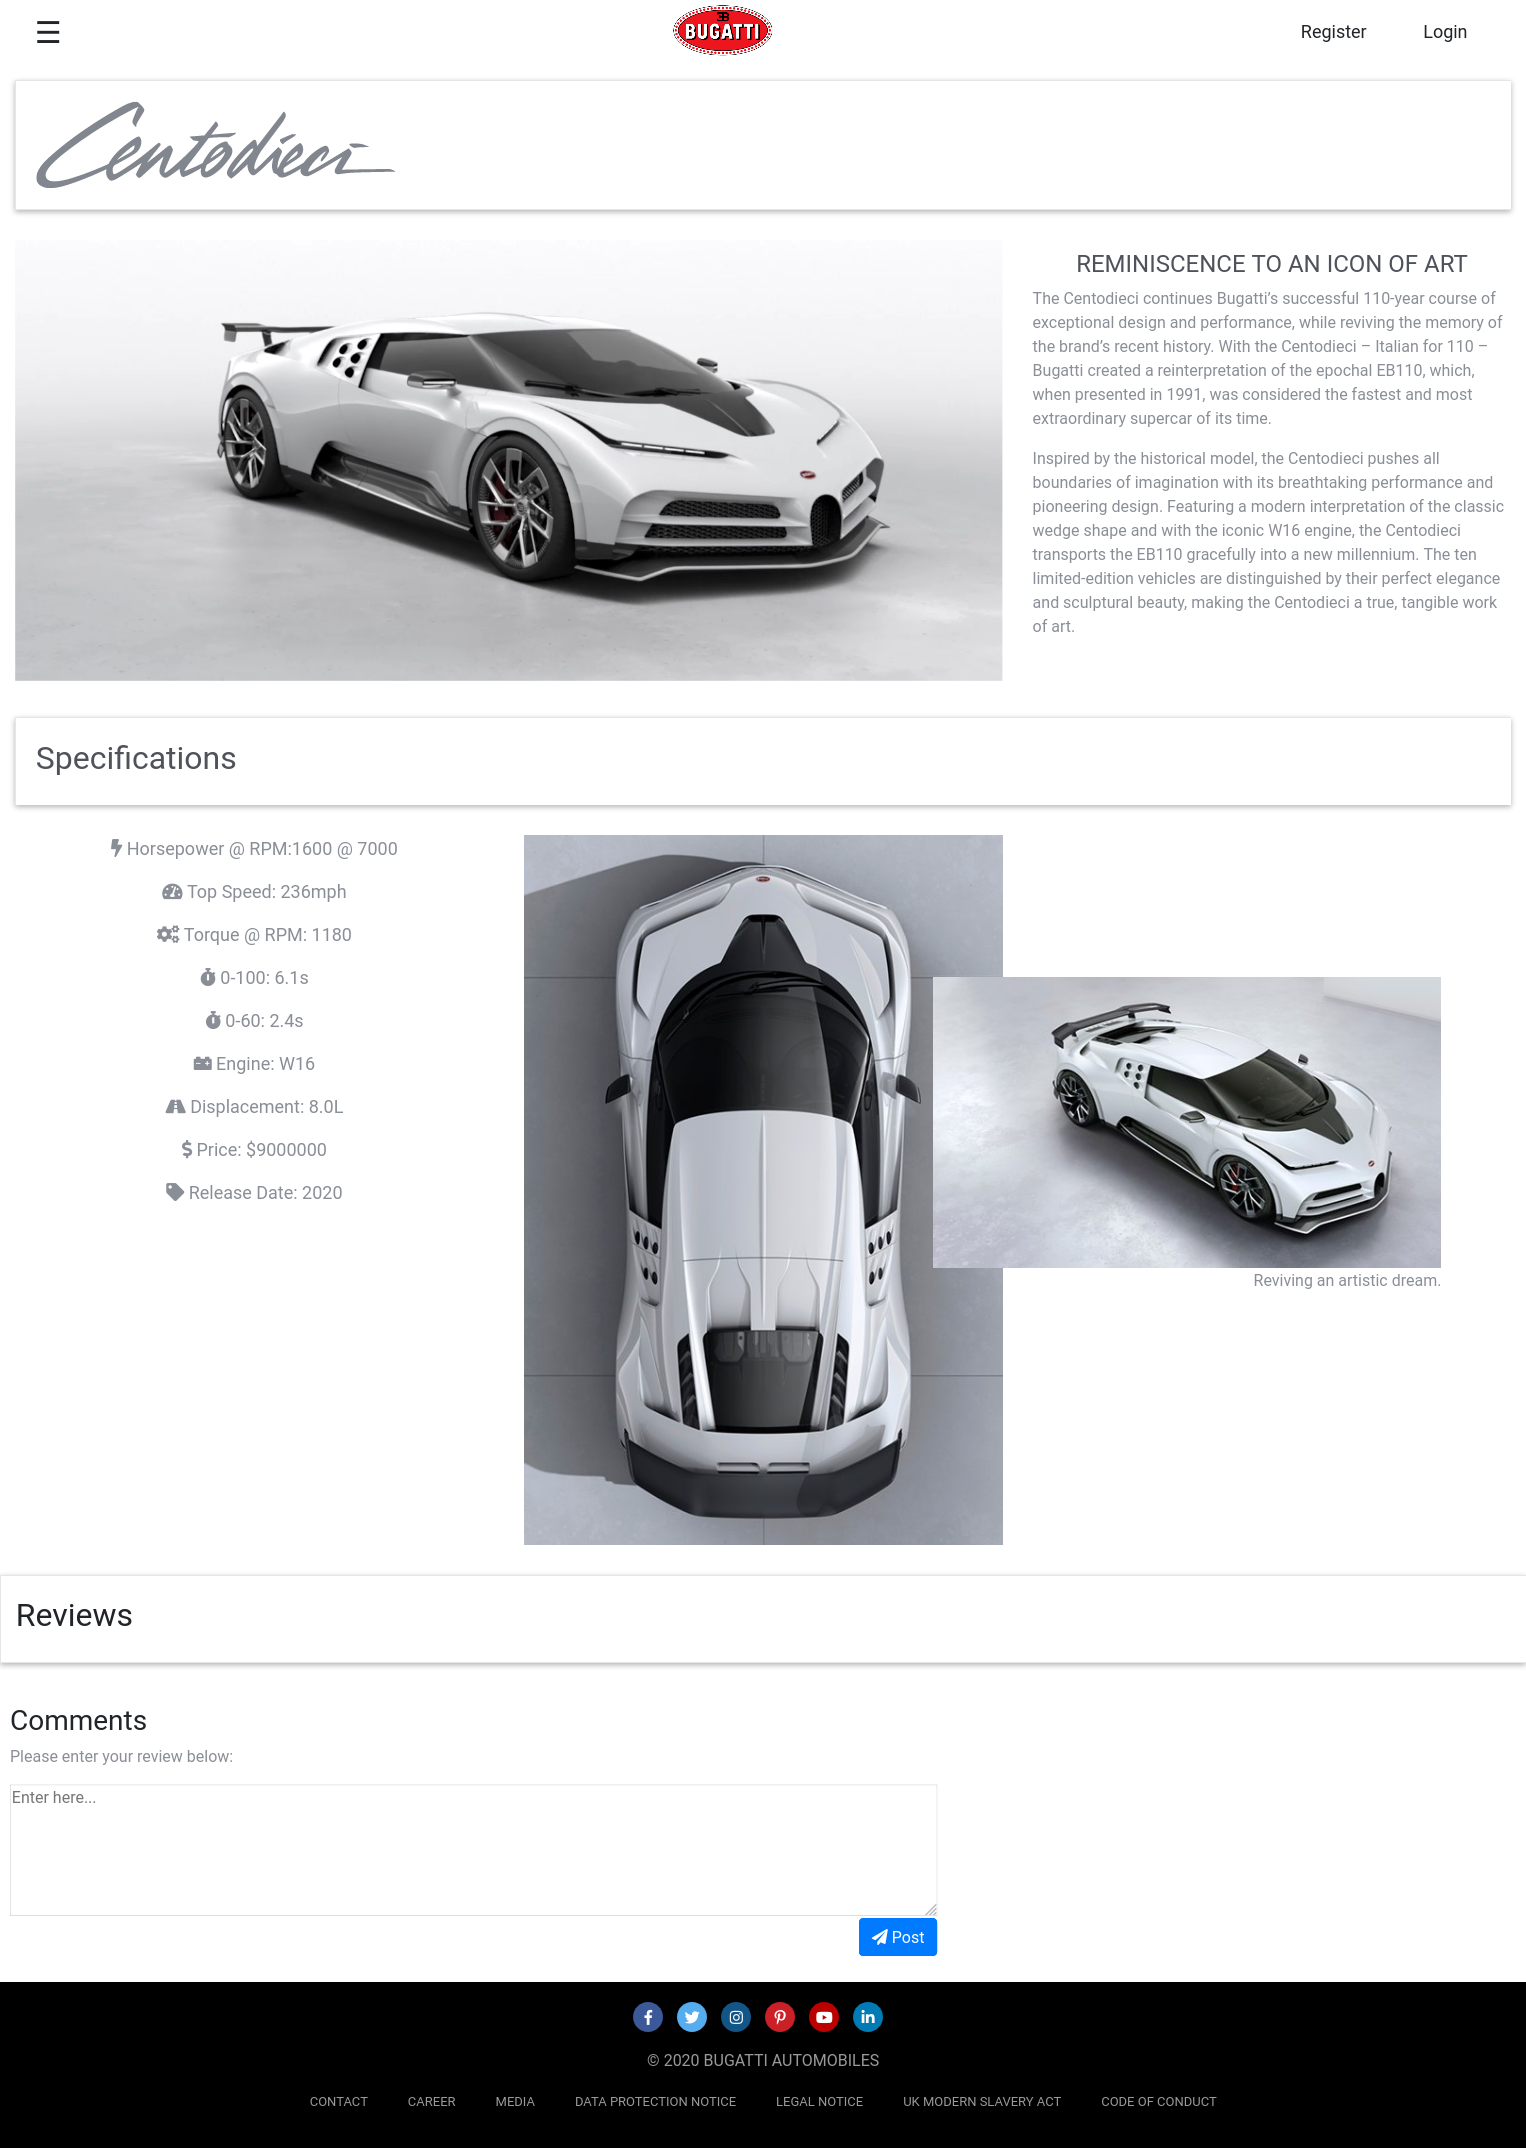 ☰
EB
BUGATTI
Register
Login
Centodieci
REMINISCENCE TO AN ICON OF ART
The Centodieci continues Bugatti’s successful 110-year course of
exceptional design and performance, while reviving the memory of
the brand’s recent history. With the Centodieci – Italian for 110 –
Bugatti created a reinterpretation of the epochal EB110, which,
when presented in 1991, was considered the fastest and most
extraordinary supercar of its time.
Inspired by the historical model, the Centodieci pushes all
boundaries of imagination with its breathtaking performance and
pioneering design. Featuring a modern interpretation of the classic
wedge shape and with the iconic W16 engine, the Centodieci
transports the EB110 gracefully into a new millennium. The ten
limited-edition vehicles are distinguished by their perfect elegance
and sculptural beauty, making the Centodieci a true, tangible work
of art.
Specifications
Horsepower @ RPM:1600 @ 7000
Top Speed: 236mph
Torque @ RPM: 1180
0-100: 6.1s
0-60: 2.4s
Engine: W16
Displacement: 8.0L
Price: $9000000
Release Date: 2020
Reviving an artistic dream.
Reviews
Comments
Please enter your review below:
Enter here...
Post
© 2020 BUGATTI AUTOMOBILES
CONTACT
CAREER
MEDIA
DATA PROTECTION NOTICE
LEGAL NOTICE
UK MODERN SLAVERY ACT
CODE OF CONDUCT